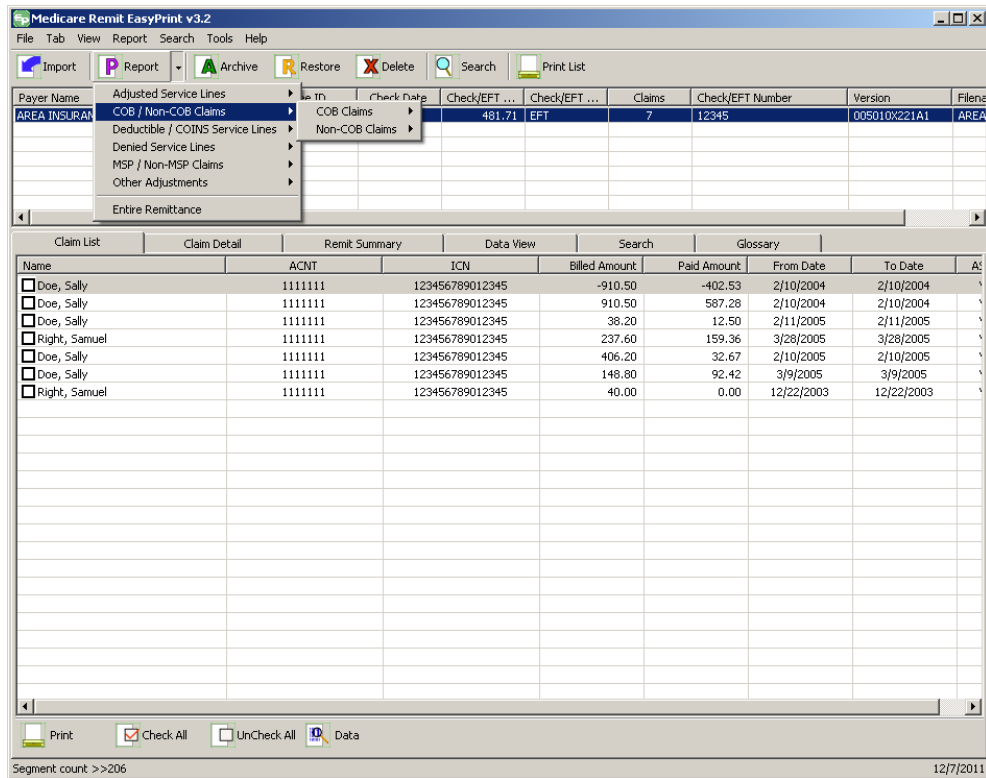 Medicare Remit EasyPrint v3.2
File Tab View Report Search Tools Help
Import Report Archive Restore Delete Search Print List
Payer Name ID Check Date Check/EFT ... Check/EFT ... Claims Check/EFT Number Version Filena
AREA INSURAN 481.71 EFT 7 12345 005010X221A1 AREA
Adjusted Service Lines
COB / Non-COB Claims
Deductible / COINS Service Lines
Denied Service Lines
MSP / Non-MSP Claims
Other Adjustments
Entire Remittance
COB Claims
Non-COB Claims
Claim List Claim Detail Remit Summary Data View Search Glossary
Name ACNT ICN Billed Amount Paid Amount From Date To Date AS
Doe, Sally 1111111 123456789012345 -910.50 -402.53 2/10/2004 2/10/2004
Doe, Sally 1111111 123456789012345 910.50 587.28 2/10/2004 2/10/2004
Doe, Sally 1111111 123456789012345 38.20 12.50 2/11/2005 2/11/2005
Right, Samuel 1111111 123456789012345 237.60 159.36 3/28/2005 3/28/2005
Doe, Sally 1111111 123456789012345 406.20 32.67 2/10/2005 2/10/2005
Doe, Sally 1111111 123456789012345 148.80 92.42 3/9/2005 3/9/2005
Right, Samuel 1111111 123456789012345 40.00 0.00 12/22/2003 12/22/2003
Print Check All UnCheck All Data
Segment count >>206 12/7/2011